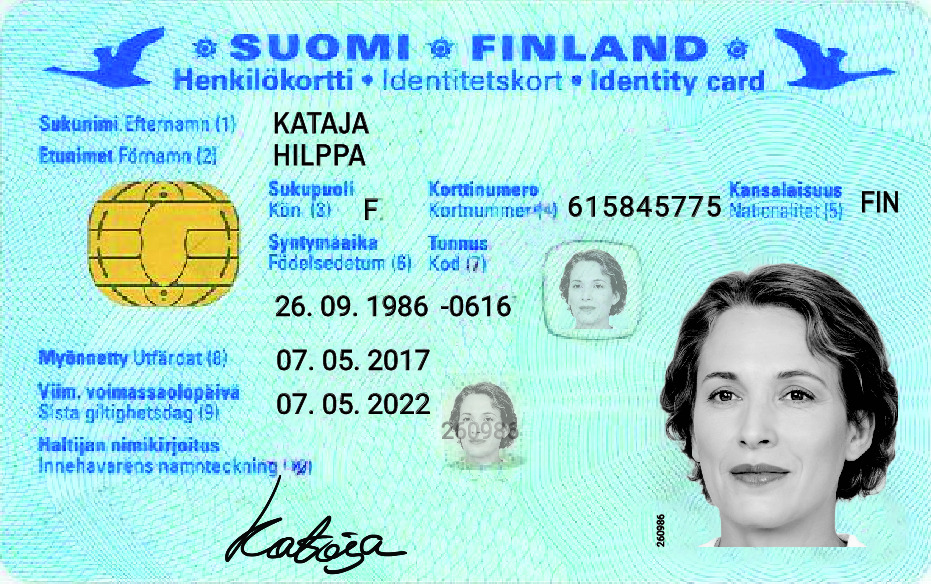 SUOMI FINLAND
Henkilökortti • Identitetskort • Identity card
Sukunimi Efternamn (1) KATAJA
Etunimet Förnamn (2) HILPPA
Sukupuoli Korttinumero Kansalaisuus
Kön (3) F Kortnummer (4) 615845775 Nationalitet (5) FIN
Syntymäaika Tunnus
Födelsedetum (6) Kod (7)
26. 09. 1986 -0616
Myönnetty Utfärdat (8) 07. 05. 2017
Viim. voimassaolopäivä
Sista giltighetsdag (9) 07. 05. 2022
260986
Haltijan nimikirjoitus
Innehavarens namnteckning
Kataja
260986